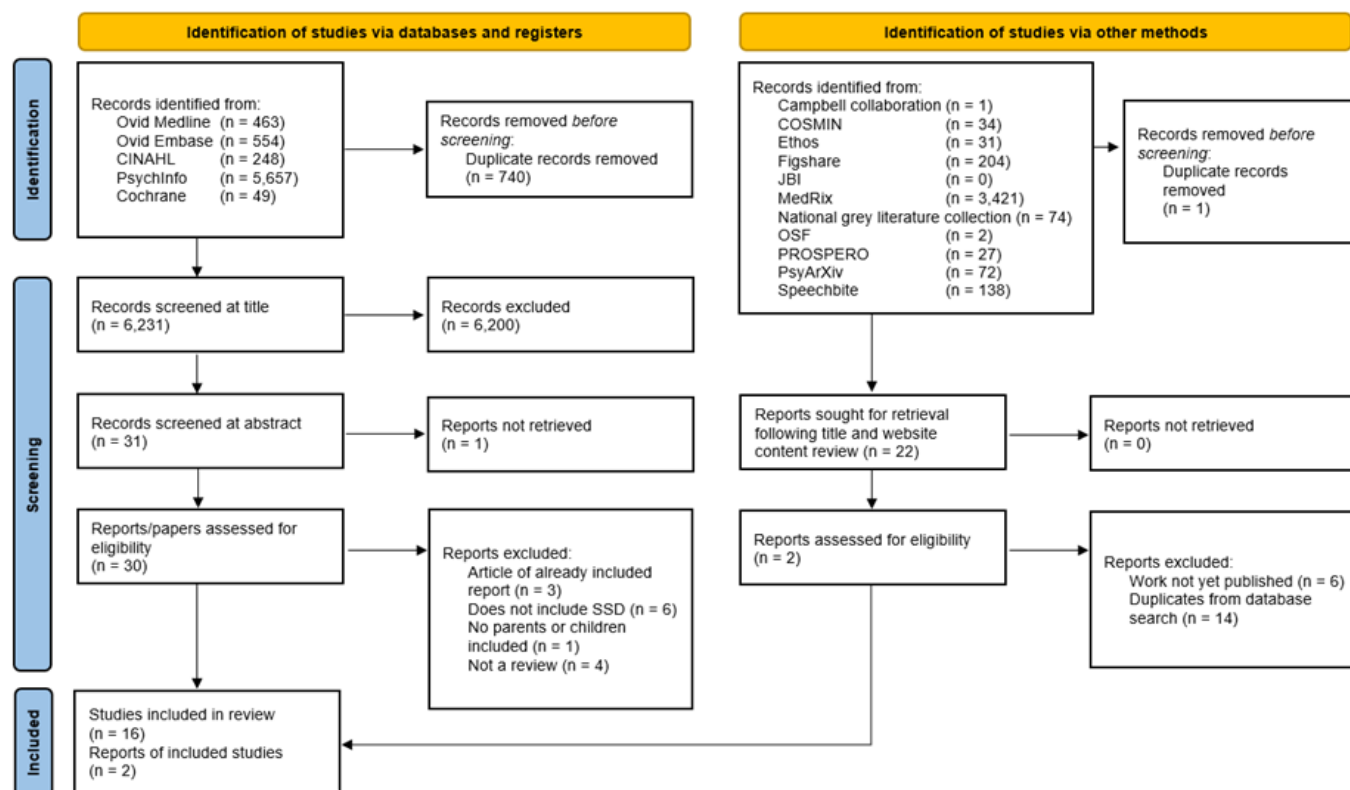 Identification of studies via databases and registers
Identification of studies via other methods
Identification
Records identified from:
Ovid Medline (n = 463)
Ovid Embase (n = 554)
CINAHL (n = 248)
PsychInfo (n = 5,657)
Cochrane (n = 49)
Records removed before
screening:
Duplicate records removed
(n = 740)
Records identified from:
Campbell collaboration (n = 1)
COSMIN (n = 34)
Ethos (n = 31)
Figshare (n = 204)
JBI (n = 0)
MedRix (n = 3,421)
National grey literature collection (n = 74)
OSF (n = 2)
PROSPERO (n = 27)
PsyArXiv (n = 72)
Speechbite (n = 138)
Records removed before
screening:
Duplicate records
removed
(n = 1)
Screening
Records screened at title
(n = 6,231)
Records excluded
(n = 6,200)
Records screened at abstract
(n = 31)
Reports not retrieved
(n = 1)
Reports sought for retrieval
following title and website
content review (n = 22)
Reports not retrieved
(n = 0)
Reports/papers assessed for
eligibility
(n = 30)
Reports excluded:
Article of already included
report (n = 3)
Does not include SSD (n = 6)
No parents or children
included (n = 1)
Not a review (n = 4)
Reports assessed for eligibility
(n = 2)
Reports excluded:
Work not yet published (n = 6)
Duplicates from database
search (n = 14)
Included
Studies included in review
(n = 16)
Reports of included studies
(n = 2)